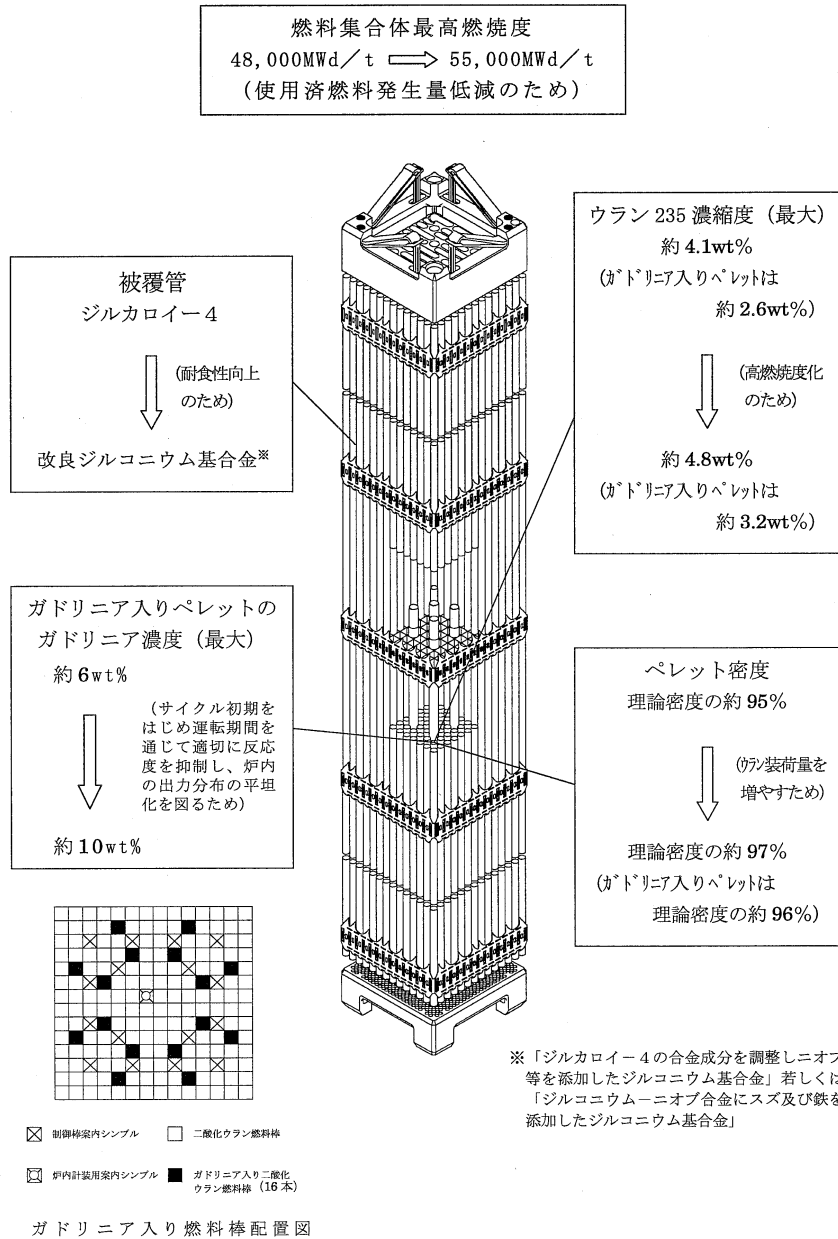 燃料集合体最高燃焼度
48,000MWd／t ⇒ 55,000MWd／t
(使用済燃料発生量低減のため)
被覆管
ジルカロイー４
(耐食性向上
のため)
改良ジルコニウム基合金※
ウラン 235 濃縮度（最大）
約 4.1wt%
(ｶﾞﾄﾞﾘﾆｱ入りﾍﾟﾚｯﾄは
約 2.6wt%)
(高燃焼度化
のため)
約 4.8wt%
(ｶﾞﾄﾞﾘﾆｱ入りﾍﾟﾚｯﾄは
約 3.2wt%)
ガドリニア入りペレットの
ガドリニア濃度（最大）
約 6wt%
(サイクル初期を
はじめ運転期間を
通じて適切に反応
度を抑制し、炉内
の出力分布の平坦
化を図るため)
約 10wt%
ペレット密度
理論密度の約 95%
(ｳﾗﾝ装荷量を
増やすため)
理論密度の約 97%
(ｶﾞﾄﾞﾘﾆｱ入りﾍﾟﾚｯﾄは
理論密度の約 96%)
※「ジルカロイー４の合金成分を調整しニオブ
等を添加したジルコニウム基合金」若しくは
「ジルコニウムーニオブ合金にスズ及び鉄を
添加したジルコニウム基合金」
制御棒案内シンブル
二酸化ウラン燃料棒
炉内計装用案内シンブル
ガドリニア入り二酸化
ウラン燃料棒 (16 本)
ガドリニア入り燃料棒配置図